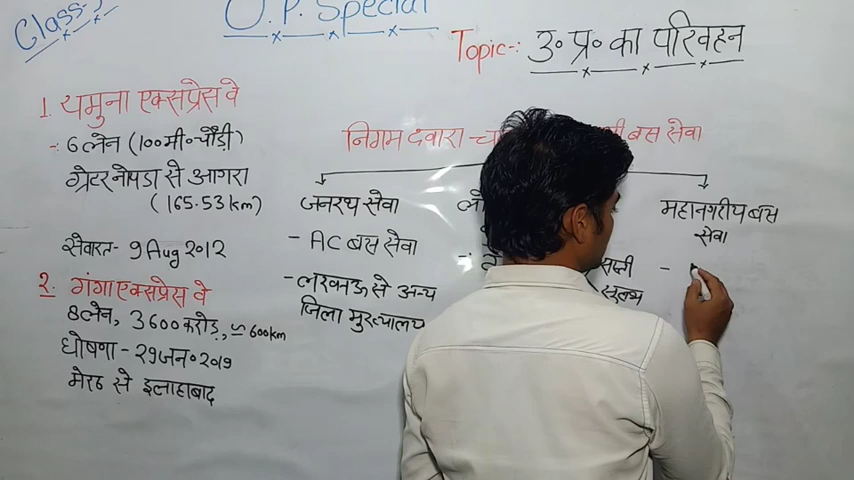 Class-
U.P. Special
Topic-: उ॰ प्र॰ का परिवहन
1. यमुना एक्सप्रेस वे
-: 6 लेन (100 मी॰ चौड़ी)
ग्रेटर नोएडा से आगरा
(165.53 km)
सेवारत- 9 Aug 2012
2. गंगा एक्सप्रेस वे
8 लेन, 3600 करोड़, ≃ 600km
घोषणा - 29 जन॰ 2019
मेरठ से इलाहाबाद
निगम द्वारा बस सेवा
जनरथ सेवा
- AC बस सेवा
- लखनऊ से अन्य
जिला मुख्यालय
महानगरीय बस
सेवा
-